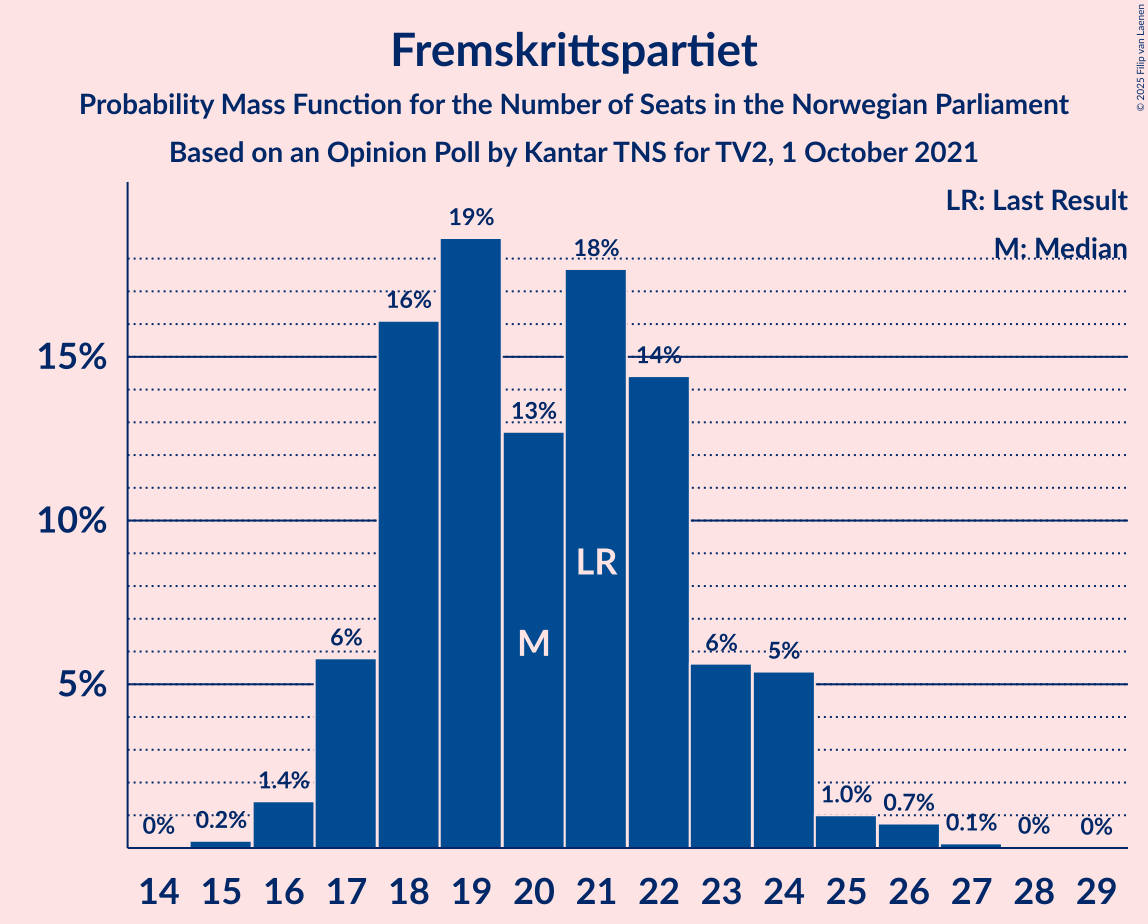 Fremskrittspartiet
Probability Mass Function for the Number of Seats in the Norwegian Parliament
Based on an Opinion Poll by Kantar TNS for TV2, 1 October 2021
© 2025 Filip van Laenen
LR: Last Result
M: Median
19%
18%
16%
15%
14%
13%
10%
LR
M
6%
6%
5%
5%
1.4%
1.0%
0.7%
0%
0.2%
0.1%
0%
0%
14 15 16 17 18 19 20 21 22 23 24 25 26 27 28 29